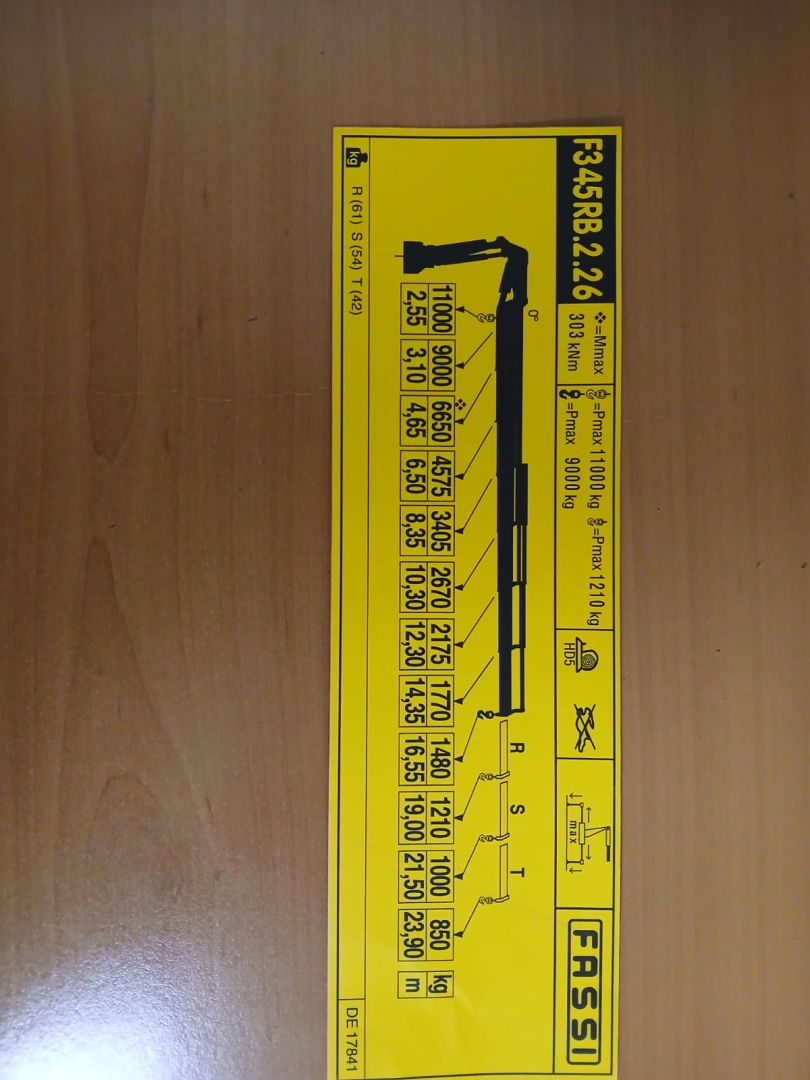 F345RB.2.26
❖=Mmax
303 kNm
=Pmax 11000 kg =Pmax 1210 kg
=Pmax 9000 kg
HD5
max
FASSI
0°
R S T
11000 9000 ❖6650 4575 3405 2670 2175 1770 1480 1210 1000 850 kg
2,55 3,10 4,65 6,50 8,35 10,30 12,30 14,35 16,55 19,00 21,50 23,90 m
kg R (61) S (54) T (42)
DE 17841